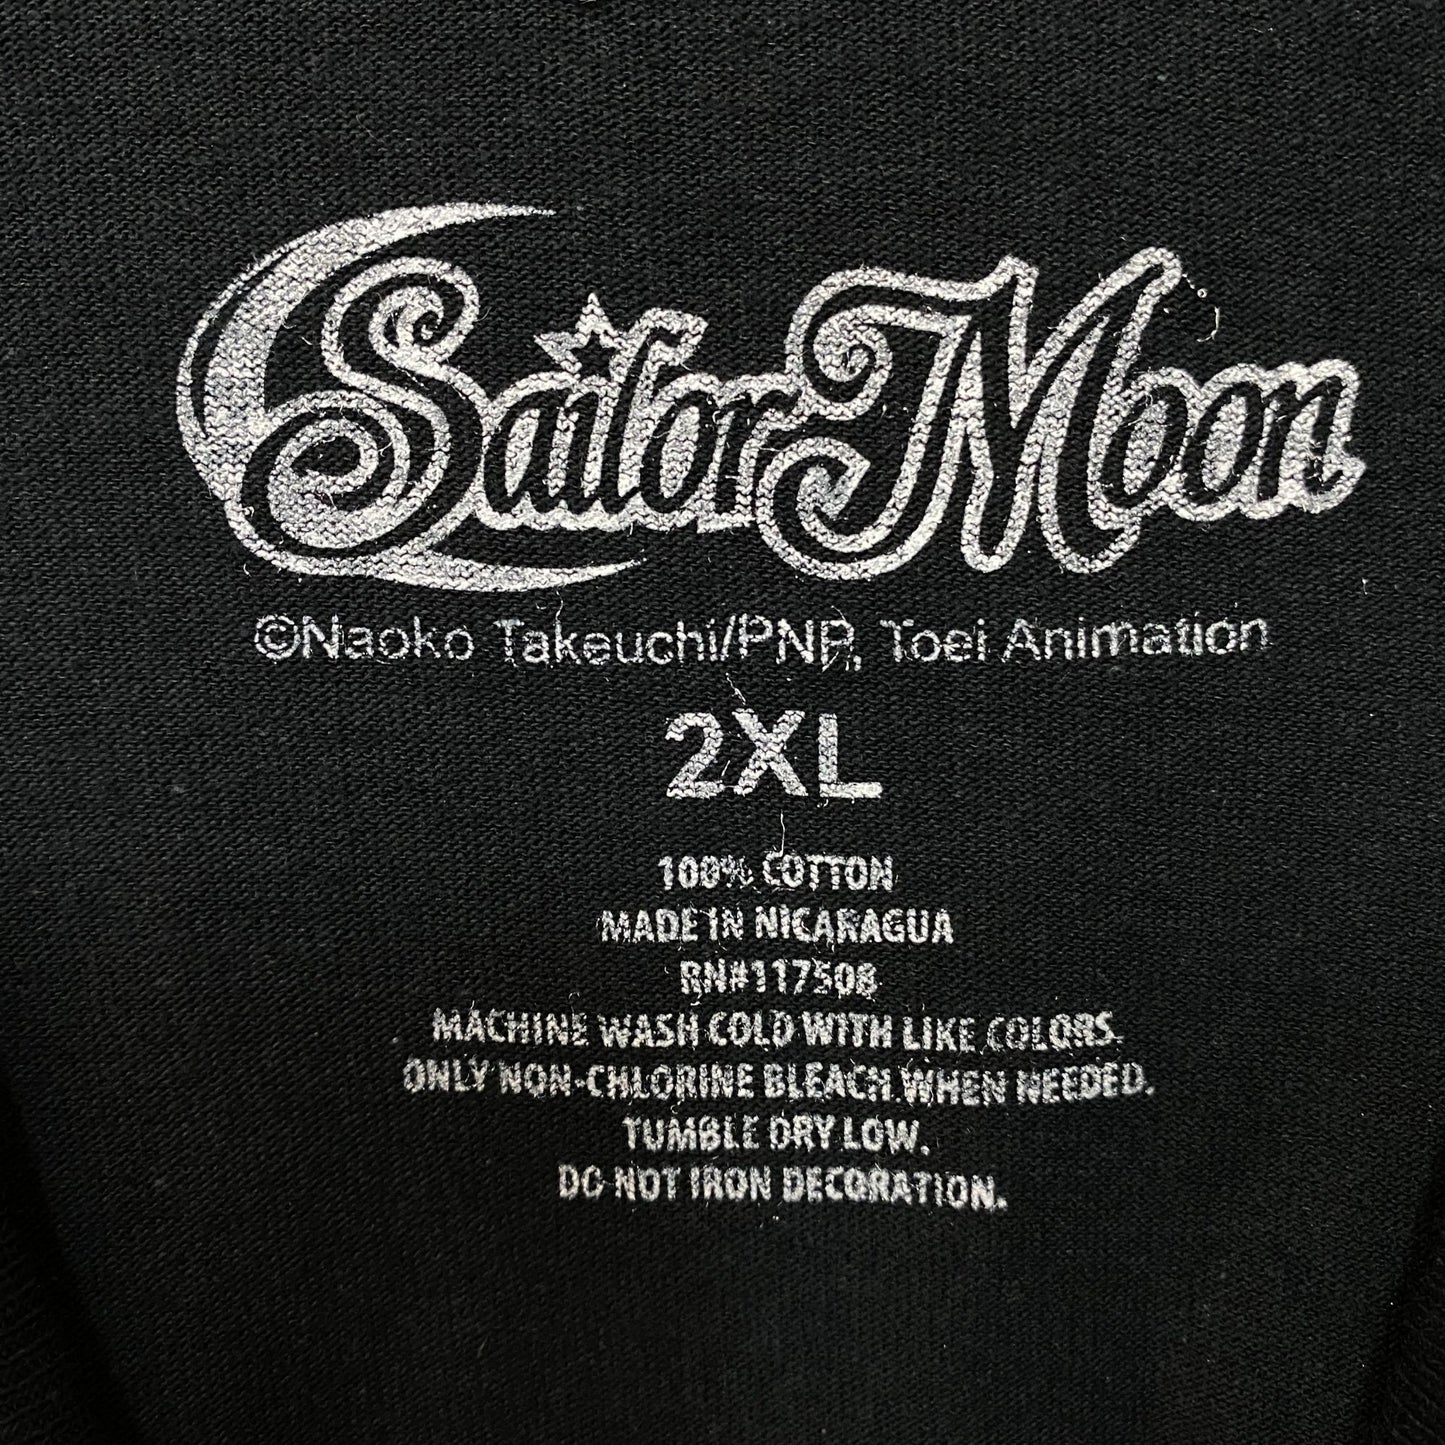 Sailor Moon
©Naoko Takeuchi/PNP, Toei Animation
2XL
100% COTTON
MADE IN NICARAGUA
RN#117508
MACHINE WASH COLD WITH LIKE COLORS.
ONLY NON-CHLORINE BLEACH WHEN NEEDED.
TUMBLE DRY LOW.
DO NOT IRON DECORATION.